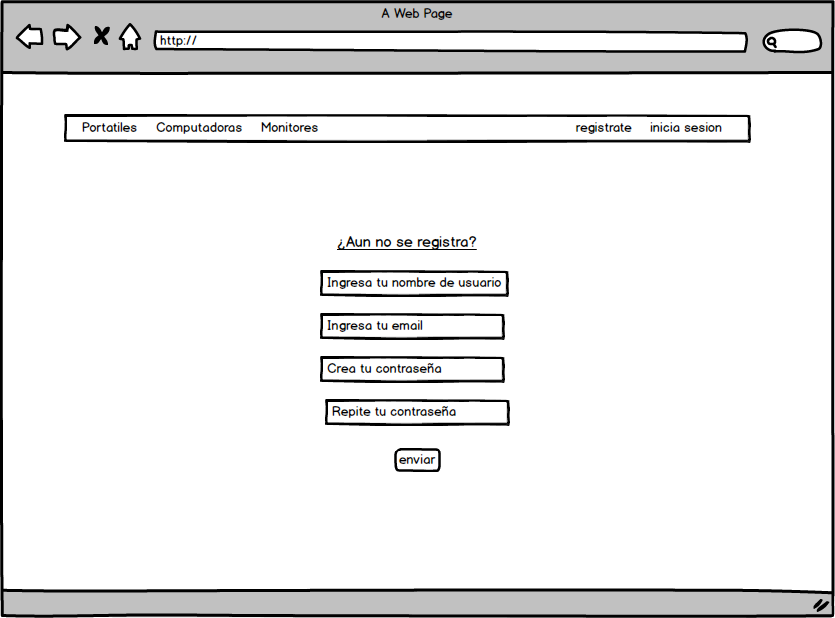 A Web Page
http://
Portatiles Computadoras Monitores registrate inicia sesion
¿Aun no se registra?
Ingresa tu nombre de usuario
Ingresa tu email
Crea tu contraseña
Repite tu contraseña
enviar